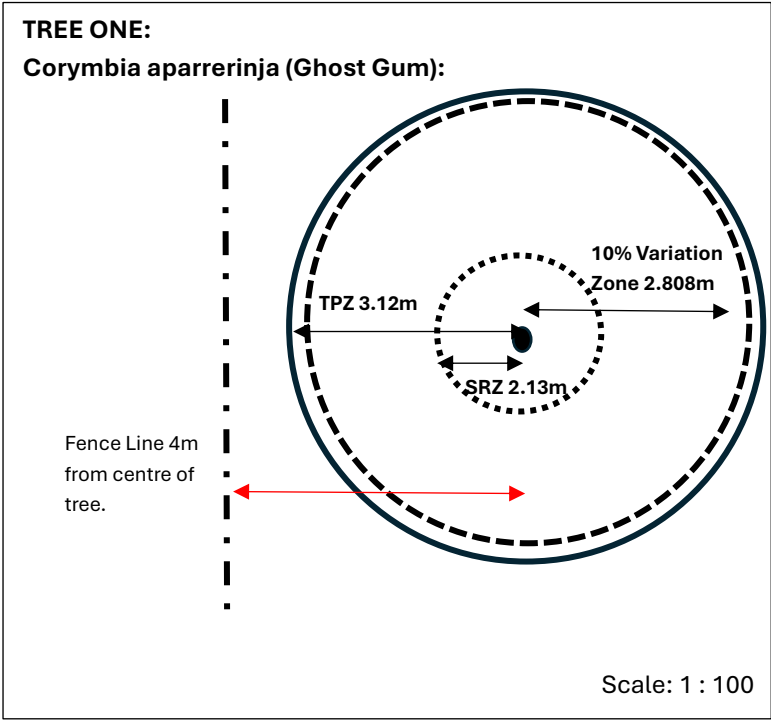 TREE ONE:
Corymbia aparrerinja (Ghost Gum):
10% Variation
Zone 2.808m
TPZ 3.12m
SRZ 2.13m
Fence Line 4m
from centre of
tree.
Scale: 1 : 100